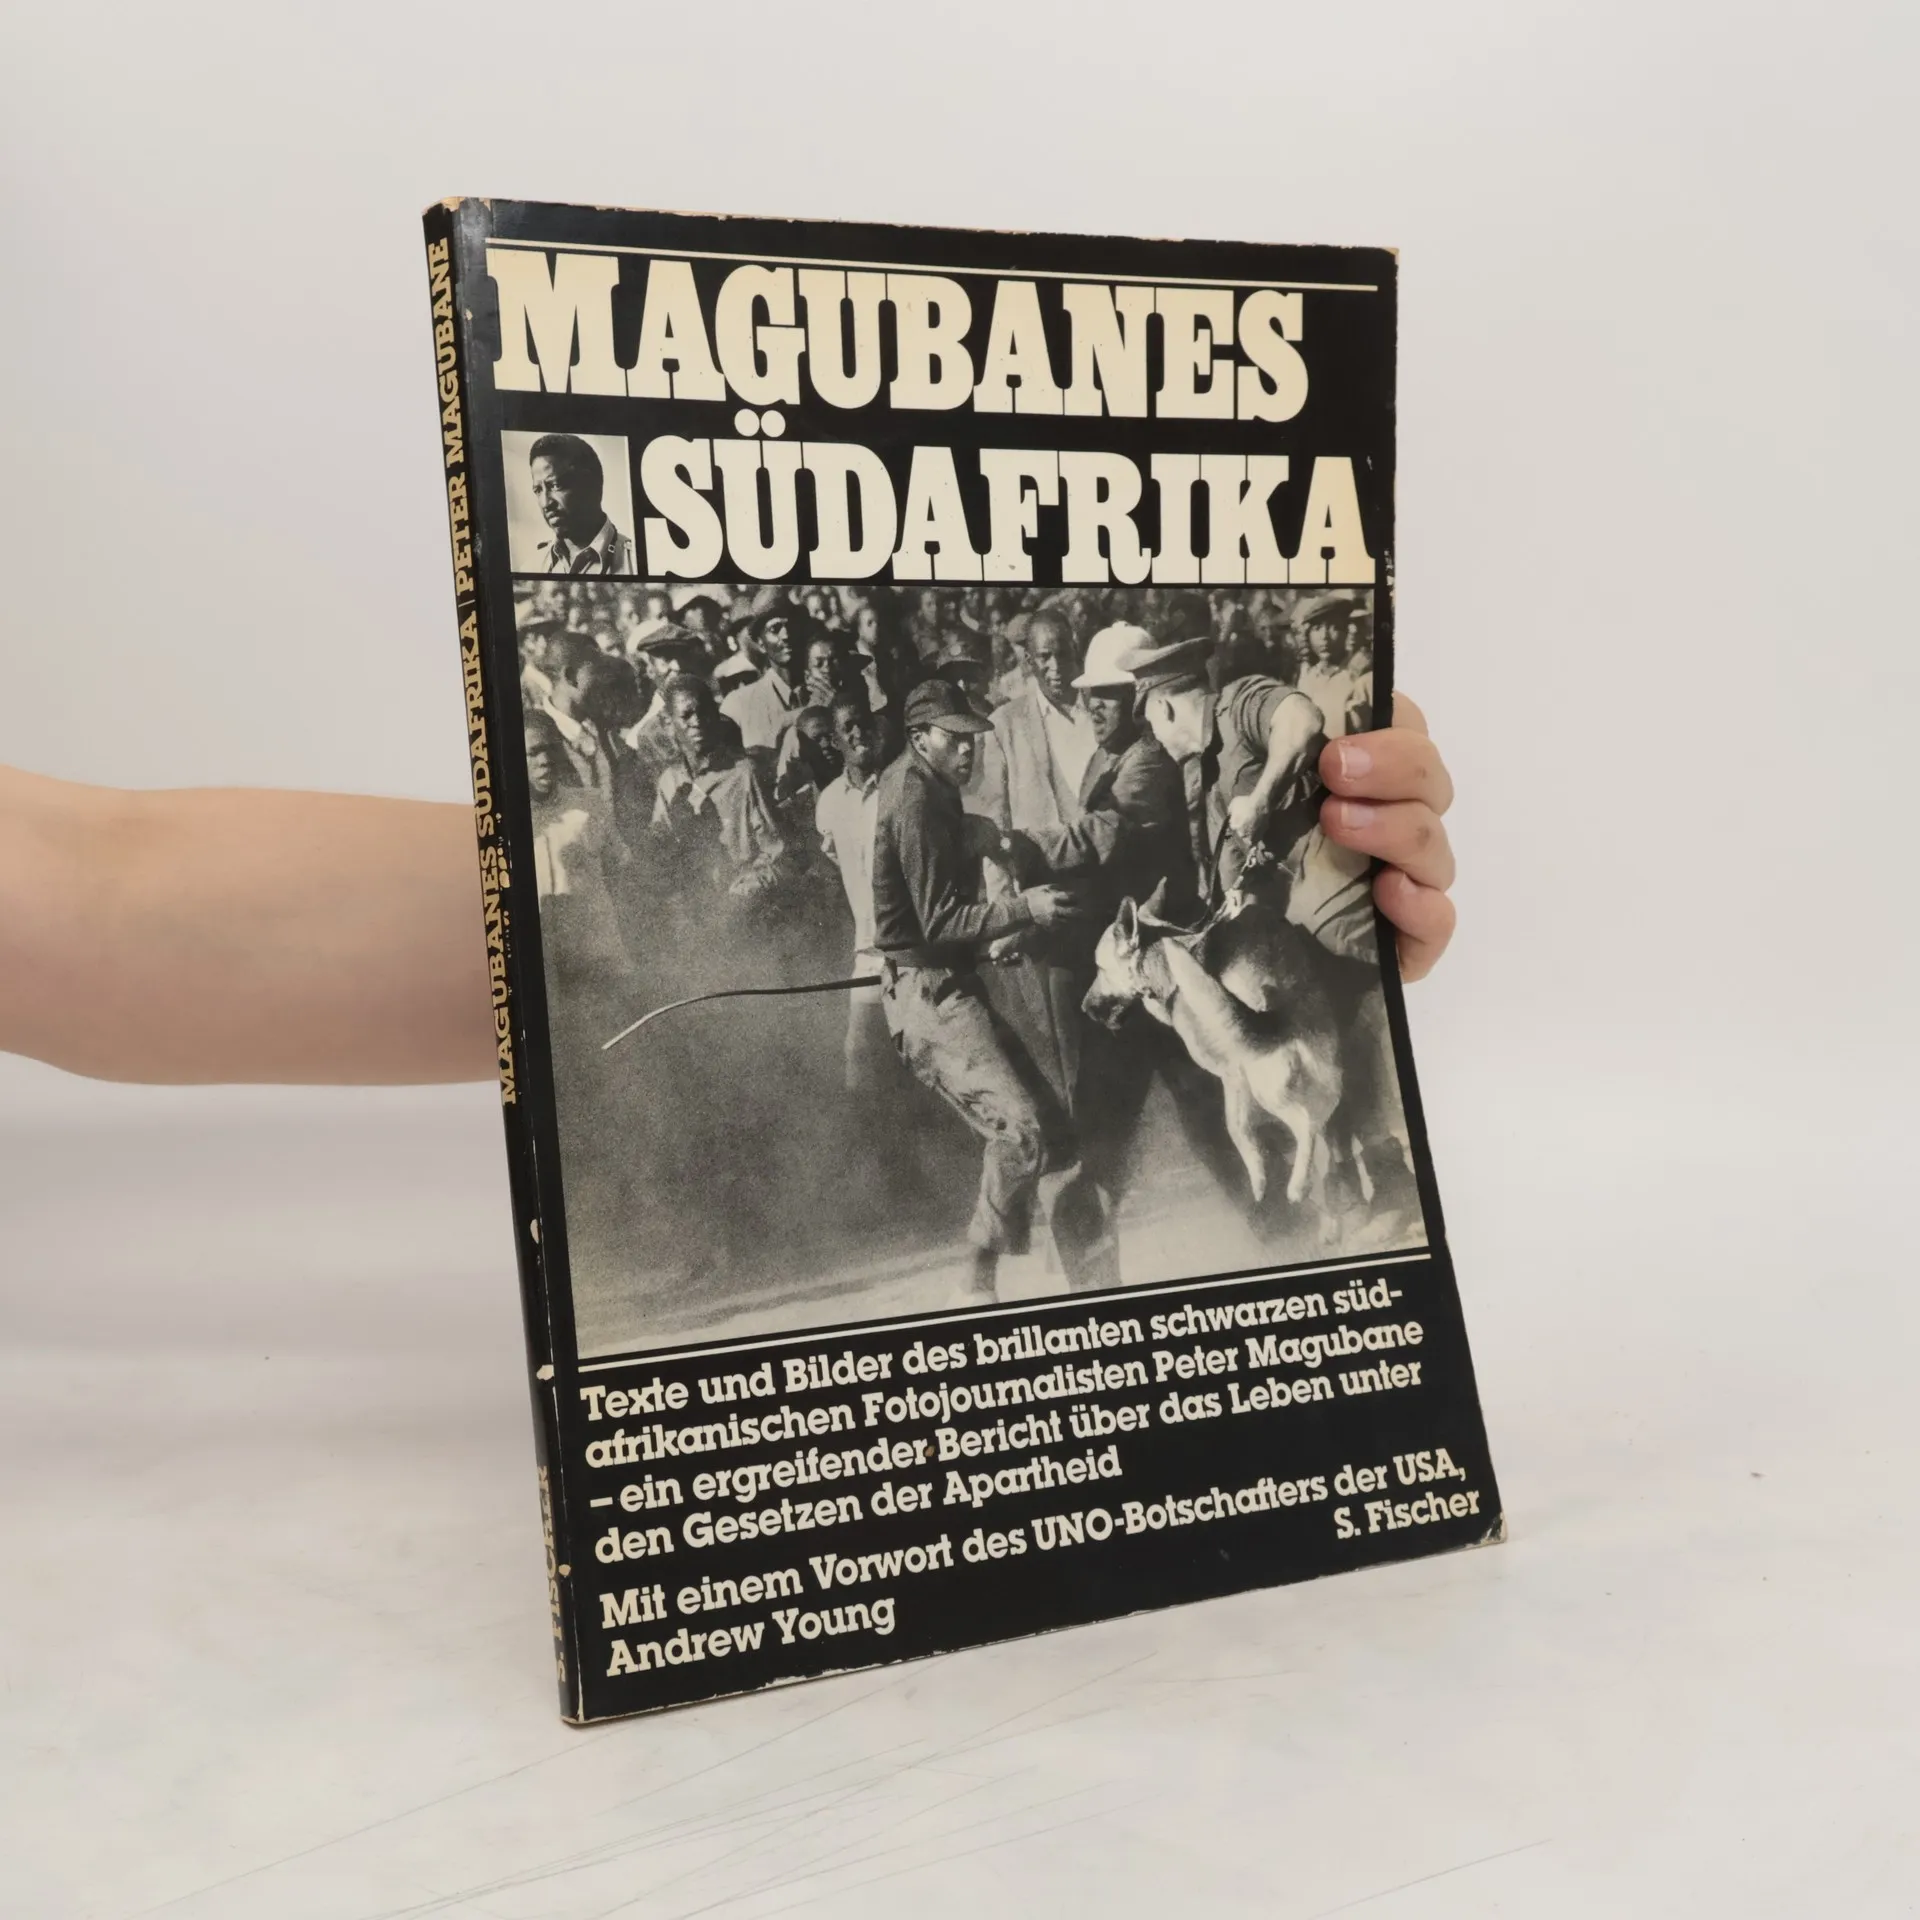 MAGUBANES SÜDAFRIKA | PETER MAGUBANE
S. FISCHER
MAGUBANES
SÜDAFRIKA
Texte und Bilder des brillanten schwarzen süd-
afrikanischen Fotojournalisten Peter Magubane
– ein ergreifender Bericht über das Leben unter
den Gesetzen der Apartheid
Mit einem Vorwort des UNO-Botschafters der USA,
Andrew Young
S. Fischer